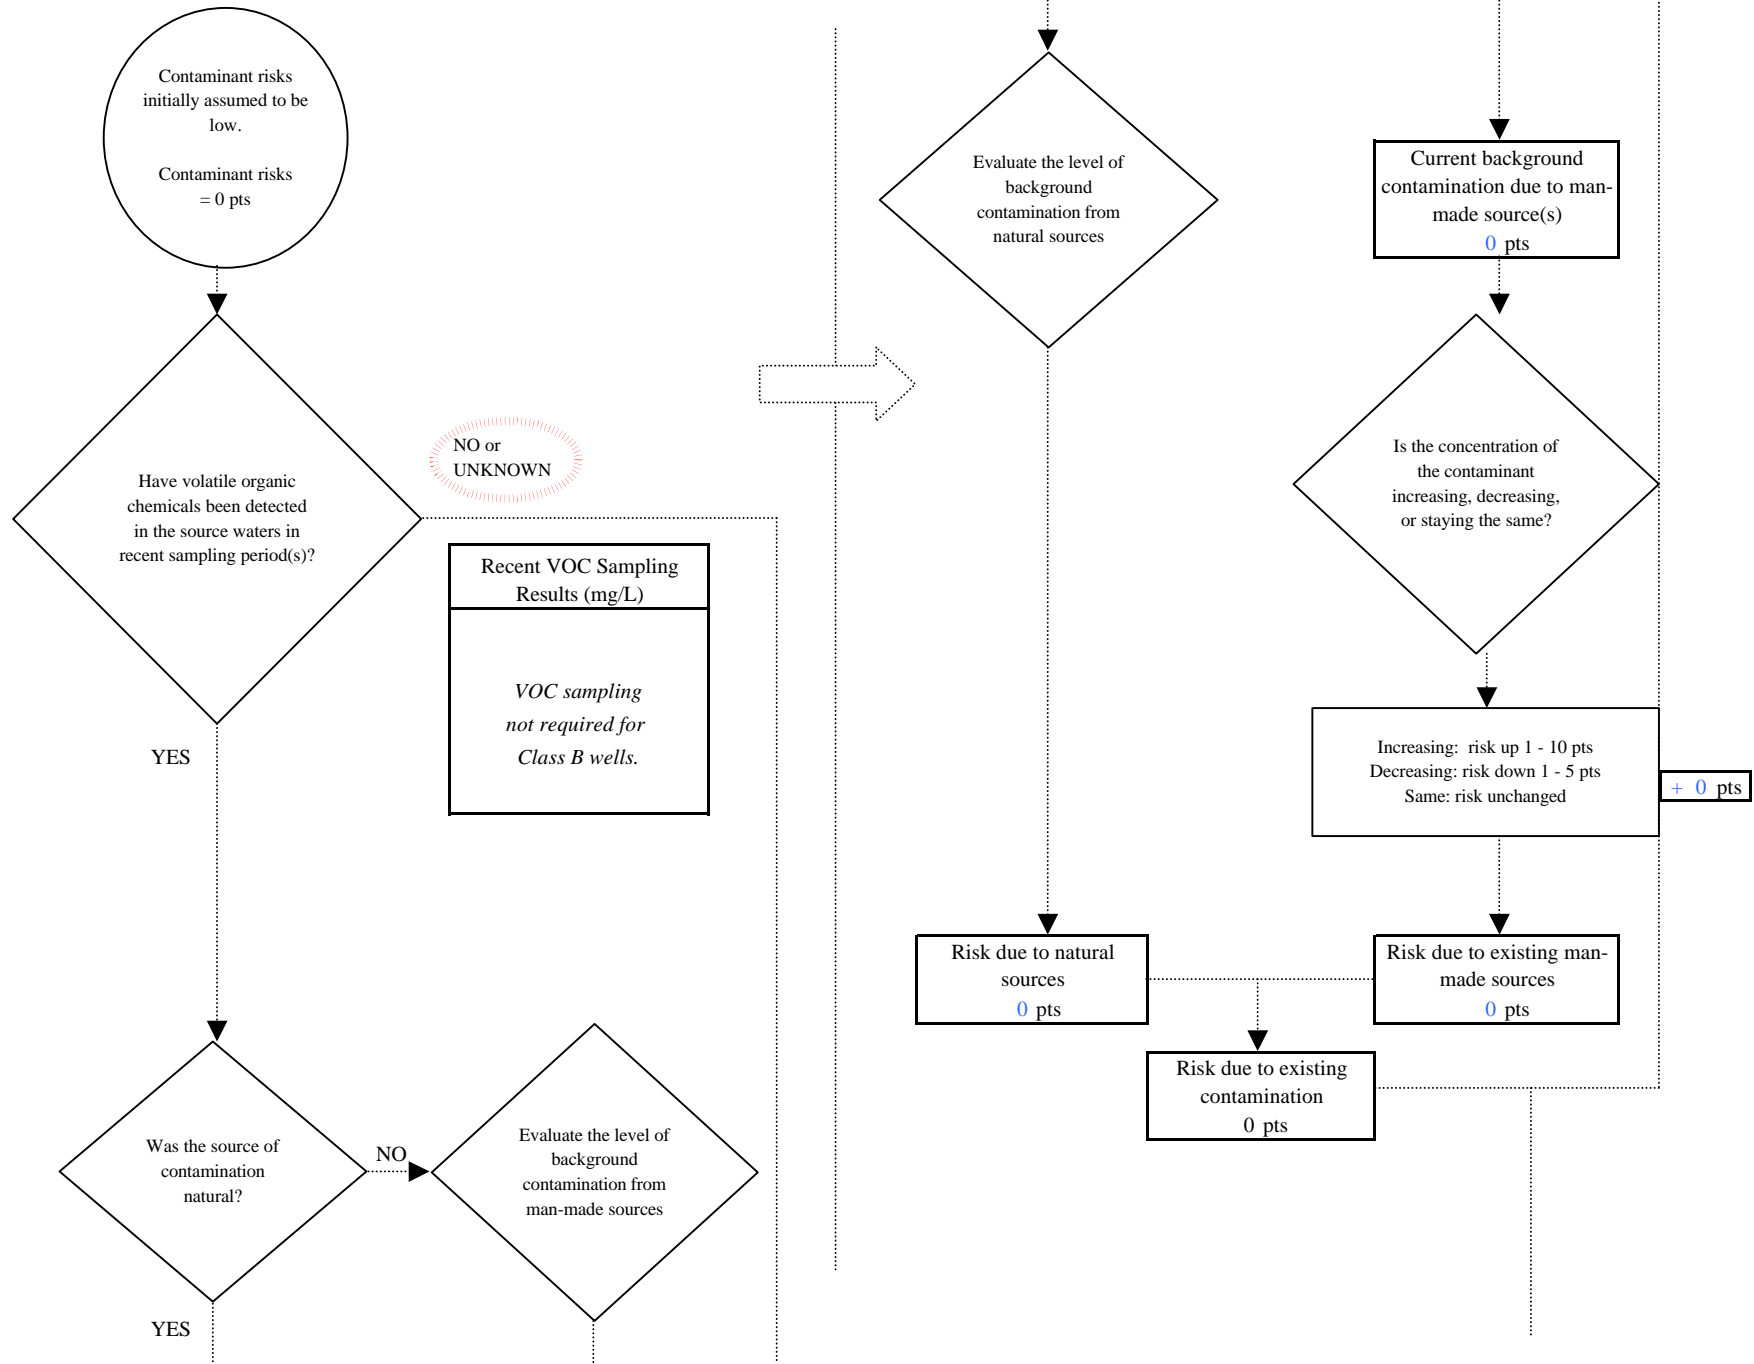 Contaminant risks
initially assumed to be
low.
Contaminant risks
= 0 pts
Have volatile organic
chemicals been detected
in the source waters in
recent sampling period(s)?
NO or
UNKNOWN
Recent VOC Sampling
Results (mg/L)
VOC sampling
not required for
Class B wells.
YES
Was the source of
contamination
natural?
NO
Evaluate the level of
background
contamination from
man-made sources
YES
Evaluate the level of
background
contamination from
natural sources
Current background
contamination due to man-
made source(s)
0 pts
Is the concentration of
the contaminant
increasing, decreasing,
or staying the same?
Increasing: risk up 1 - 10 pts
Decreasing: risk down 1 - 5 pts
Same: risk unchanged
+ 0 pts
Risk due to natural
sources
0 pts
Risk due to existing man-
made sources
0 pts
Risk due to existing
contamination
0 pts